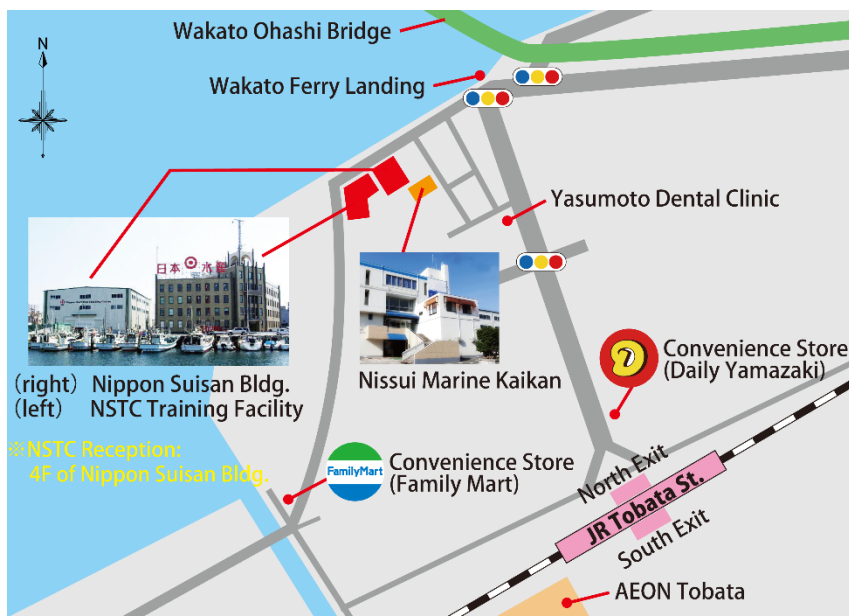 Wakato Ohashi Bridge
N
Wakato Ferry Landing
Yasumoto Dental Clinic
日本 水産
Convenience Store
(Daily Yamazaki)
(right) Nippon Suisan Bldg.
(left) NSTC Training Facility
Nissui Marine Kaikan
※NSTC Reception:
4F of Nippon Suisan Bldg.
FamilyMart
Convenience Store
(Family Mart)
North Exit
JR Tobata St.
South Exit
AEON Tobata